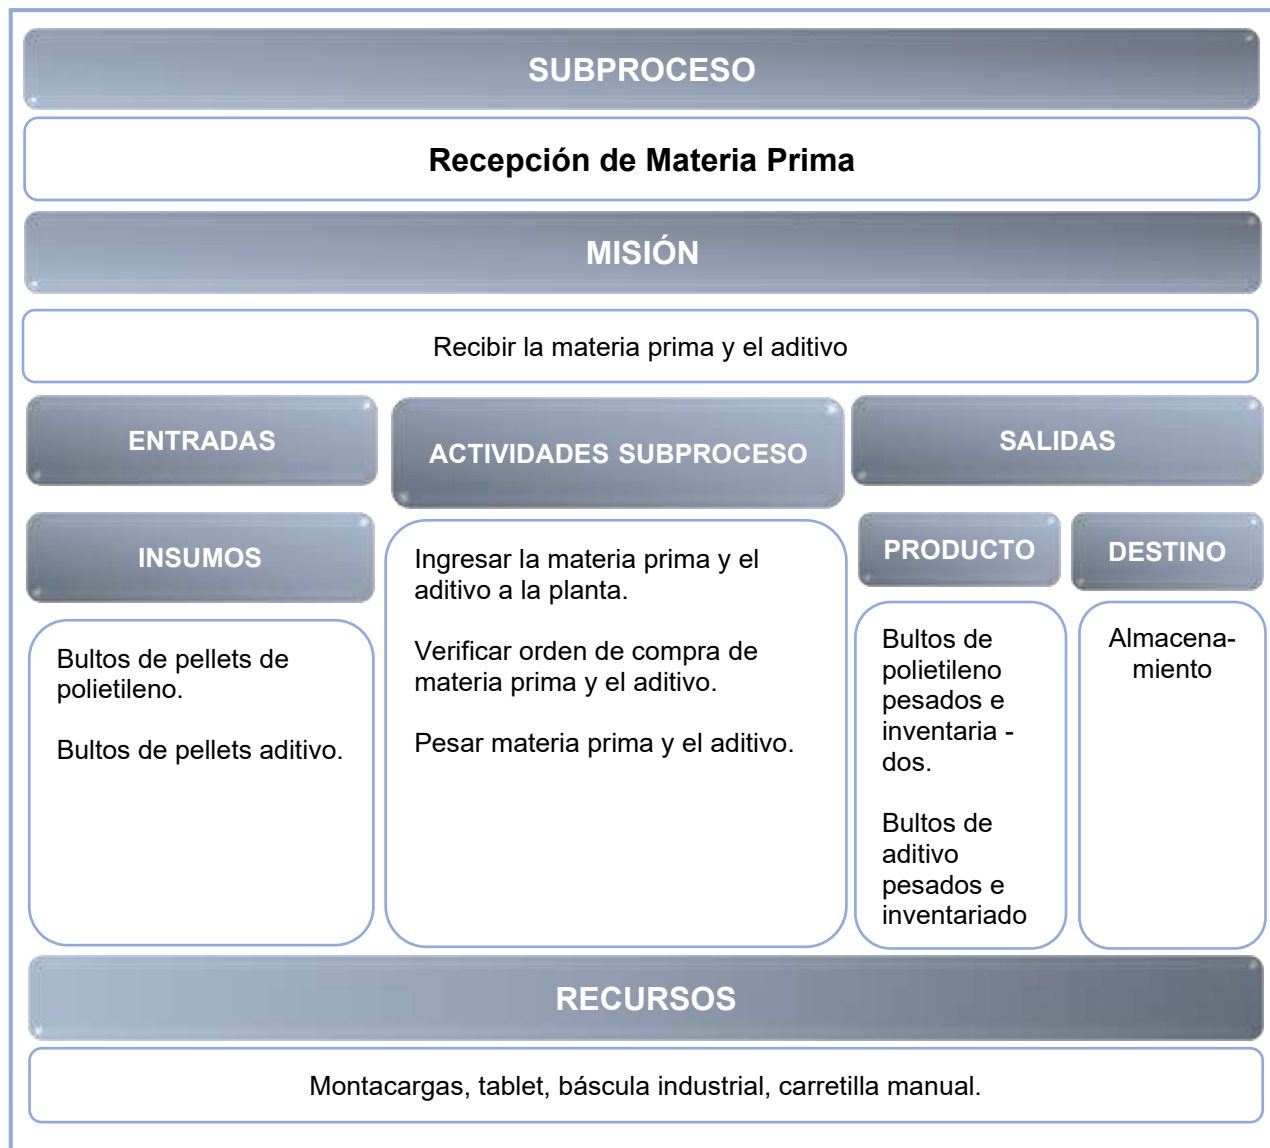 SUBPROCESO
Recepción de Materia Prima
MISIÓN
Recibir la materia prima y el aditivo
ENTRADAS
ACTIVIDADES SUBPROCESO
SALIDAS
INSUMOS
Bultos de pellets de
polietileno.
Bultos de pellets aditivo.
Ingresar la materia prima y el
aditivo a la planta.
Verificar orden de compra de
materia prima y el aditivo.
Pesar materia prima y el aditivo.
PRODUCTO
Bultos de
polietileno
pesados e
inventaria -
dos.
Bultos de
aditivo
pesados e
inventariado
DESTINO
Almacena-
miento
RECURSOS
Montacargas, tablet, báscula industrial, carretilla manual.